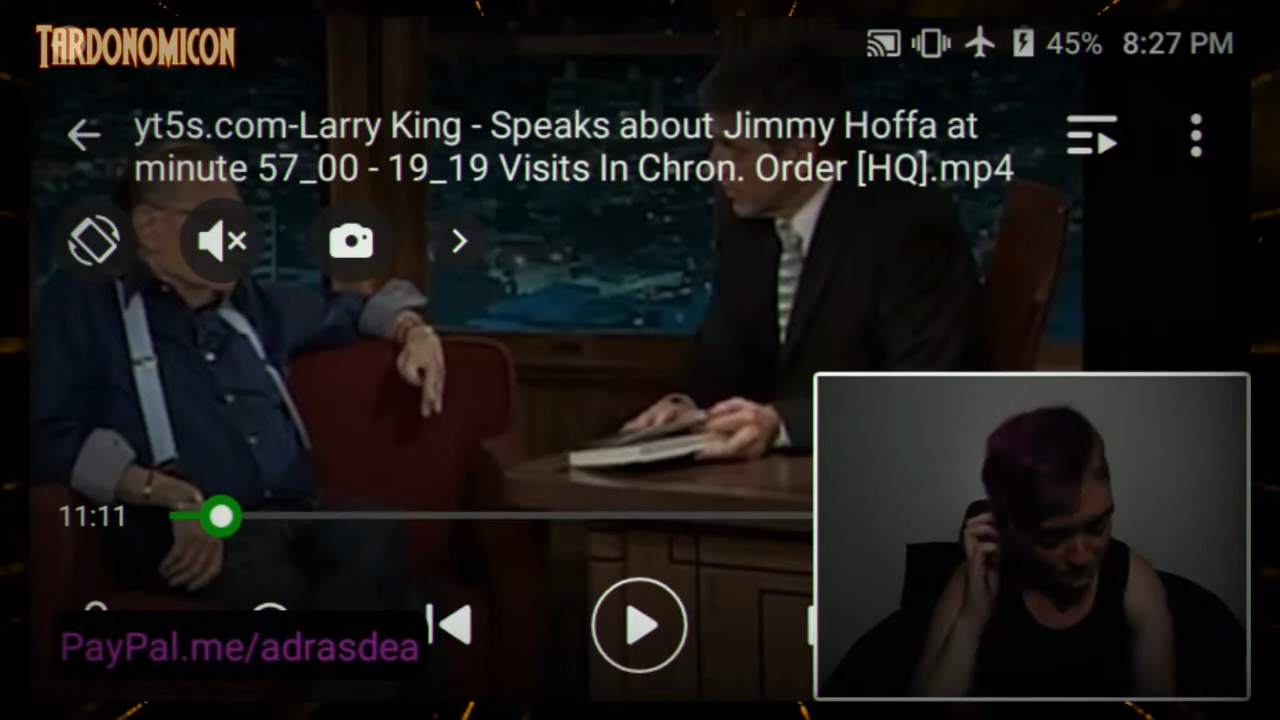 TARDONOMICON
45% 8:27 PM
yt5s.com-Larry King - Speaks about Jimmy Hoffa at
minute 57_00 - 19_19 Visits In Chron. Order [HQ].mp4
11:11
PayPal.me/adrasdea